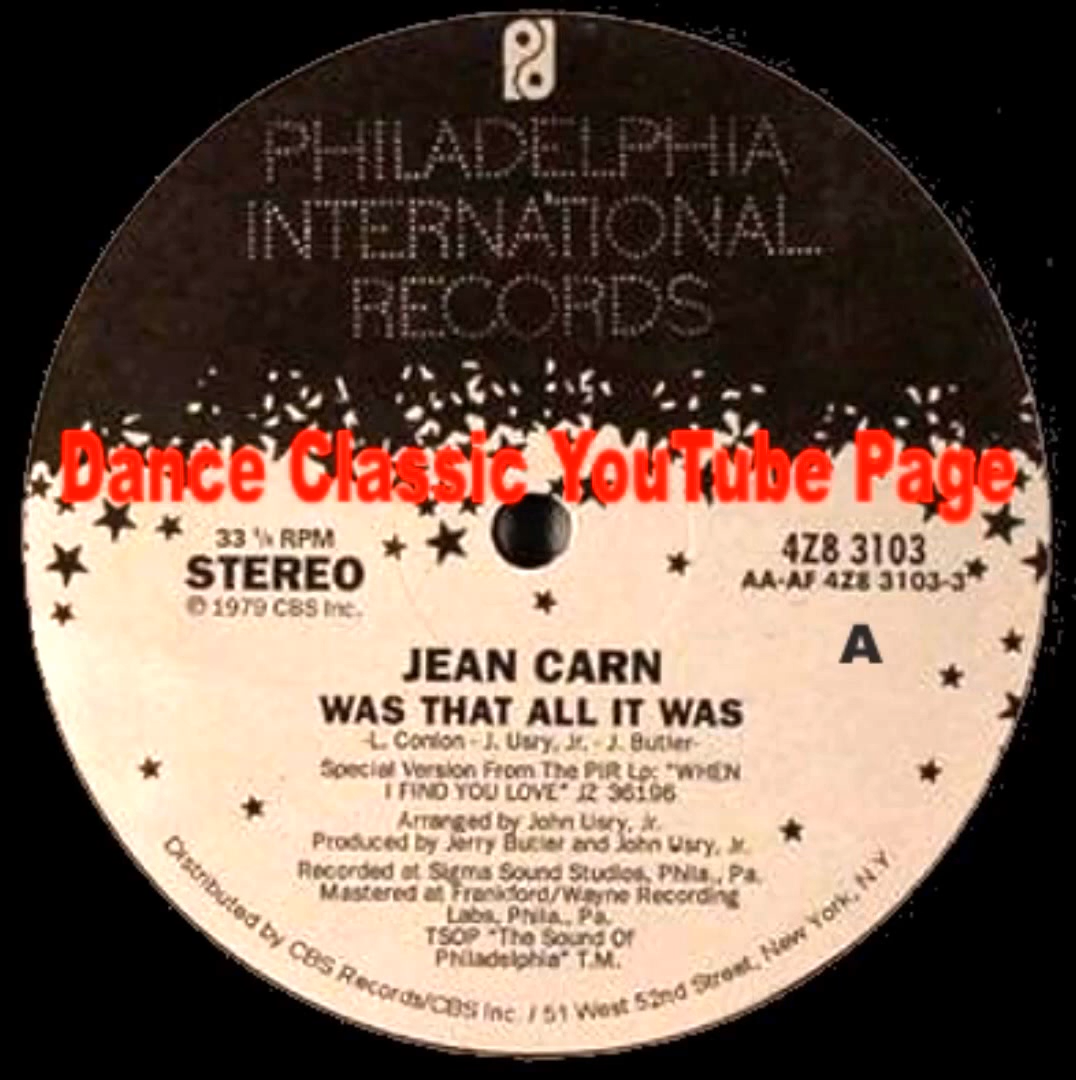 PHILADELPHIA
INTERNATIONAL
RECORDS
Dance Classic YouTube Page
33 ⅓ RPM
STEREO
℗ 1979 CBS Inc.
4Z8 3103
AA-AF 4Z8 3103-3
A
JEAN CARN
WAS THAT ALL IT WAS
-L. Conlon - J. Usry, Jr. - J. Butler-
Special Version From The PIR Lp: "WHEN
I FIND YOU LOVE" JZ 36196
Arranged by John Usry, Jr.
Produced by Jerry Butler and John Usry, Jr.
Recorded at Sigma Sound Studios, Phila., Pa.
Mastered at Frankford/Wayne Recording
Labs, Phila., Pa.
TSOP "The Sound Of
Philadelphia" T.M.
Distributed by CBS Records/CBS Inc. / 51 West 52nd Street, New York, N.Y.